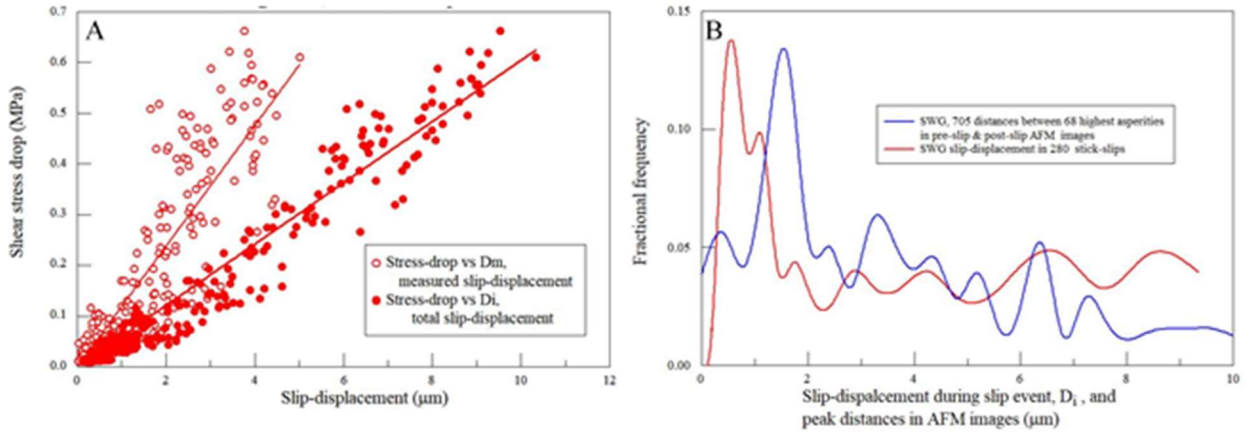 A
Shear stress drop (MPa)
0.7
0.6
0.5
0.4
0.3
0.2
0.1
0.0
0 2 4 6 8 10 12
Slip-displacement (μm)
Stress-drop vs Dm,
measured slip-displacement
Stress-drop vs Di,
total slip-displacement
B
Fractional frequency
0.15
0.10
0.05
0.00
0 2 4 6 8 10
SWG, 705 distances between 68 highest asperities
in pre-slip & post-slip AFM images
SWG slip-displacement in 280 stick-slips
Slip-dispalcement during slip event, Di , and
peak distances in AFM images (μm)